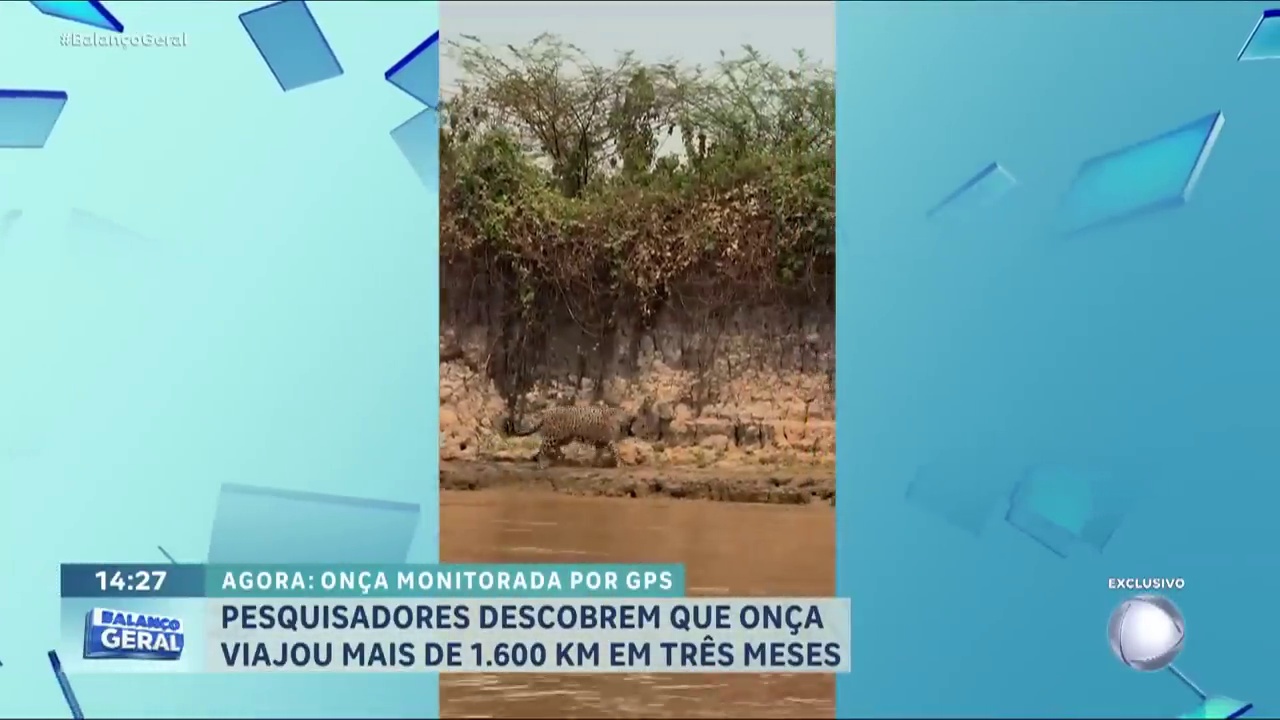 #BalançoGeral
14:27
AGORA: ONÇA MONITORADA POR GPS
BALANÇO
GERAL
PESQUISADORES DESCOBREM QUE ONÇA
VIAJOU MAIS DE 1.600 KM EM TRÊS MESES
EXCLUSIVO